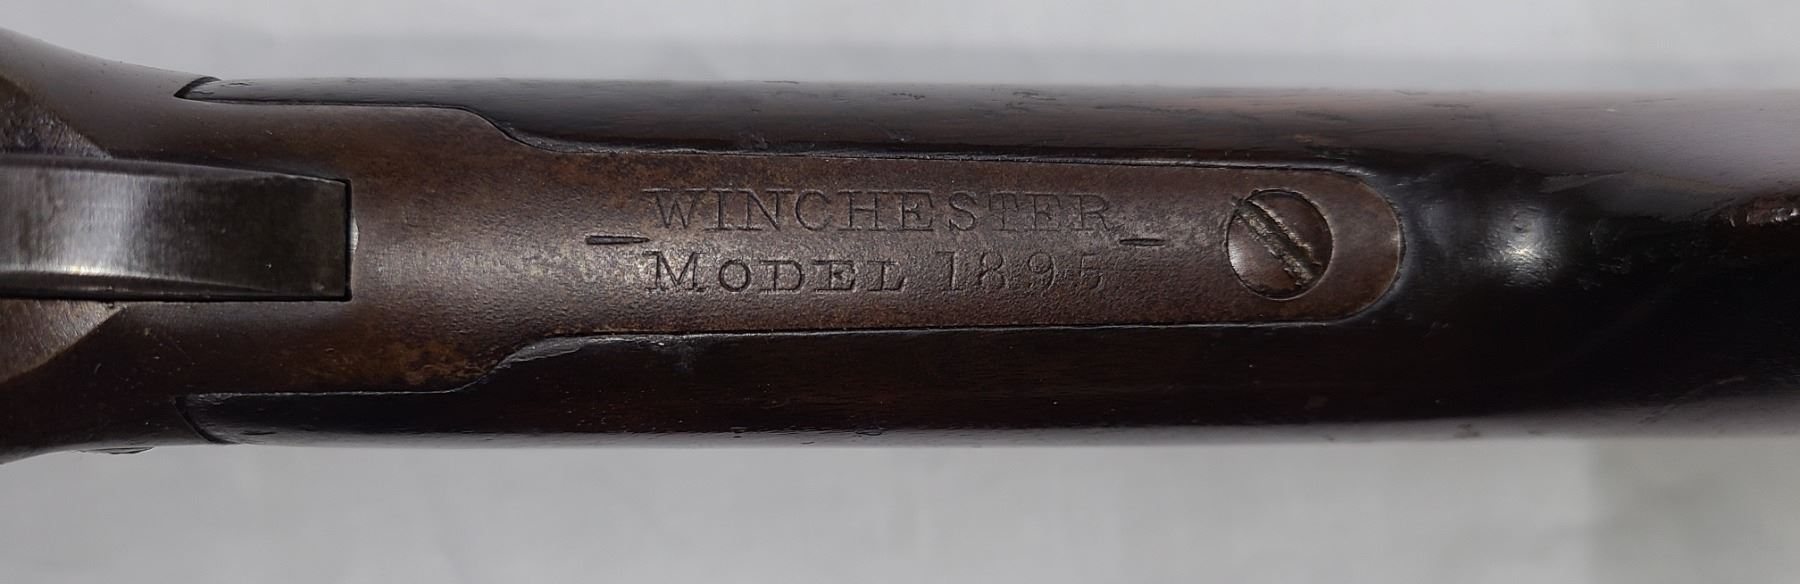 WINCHESTER
— MODEL 1895 —